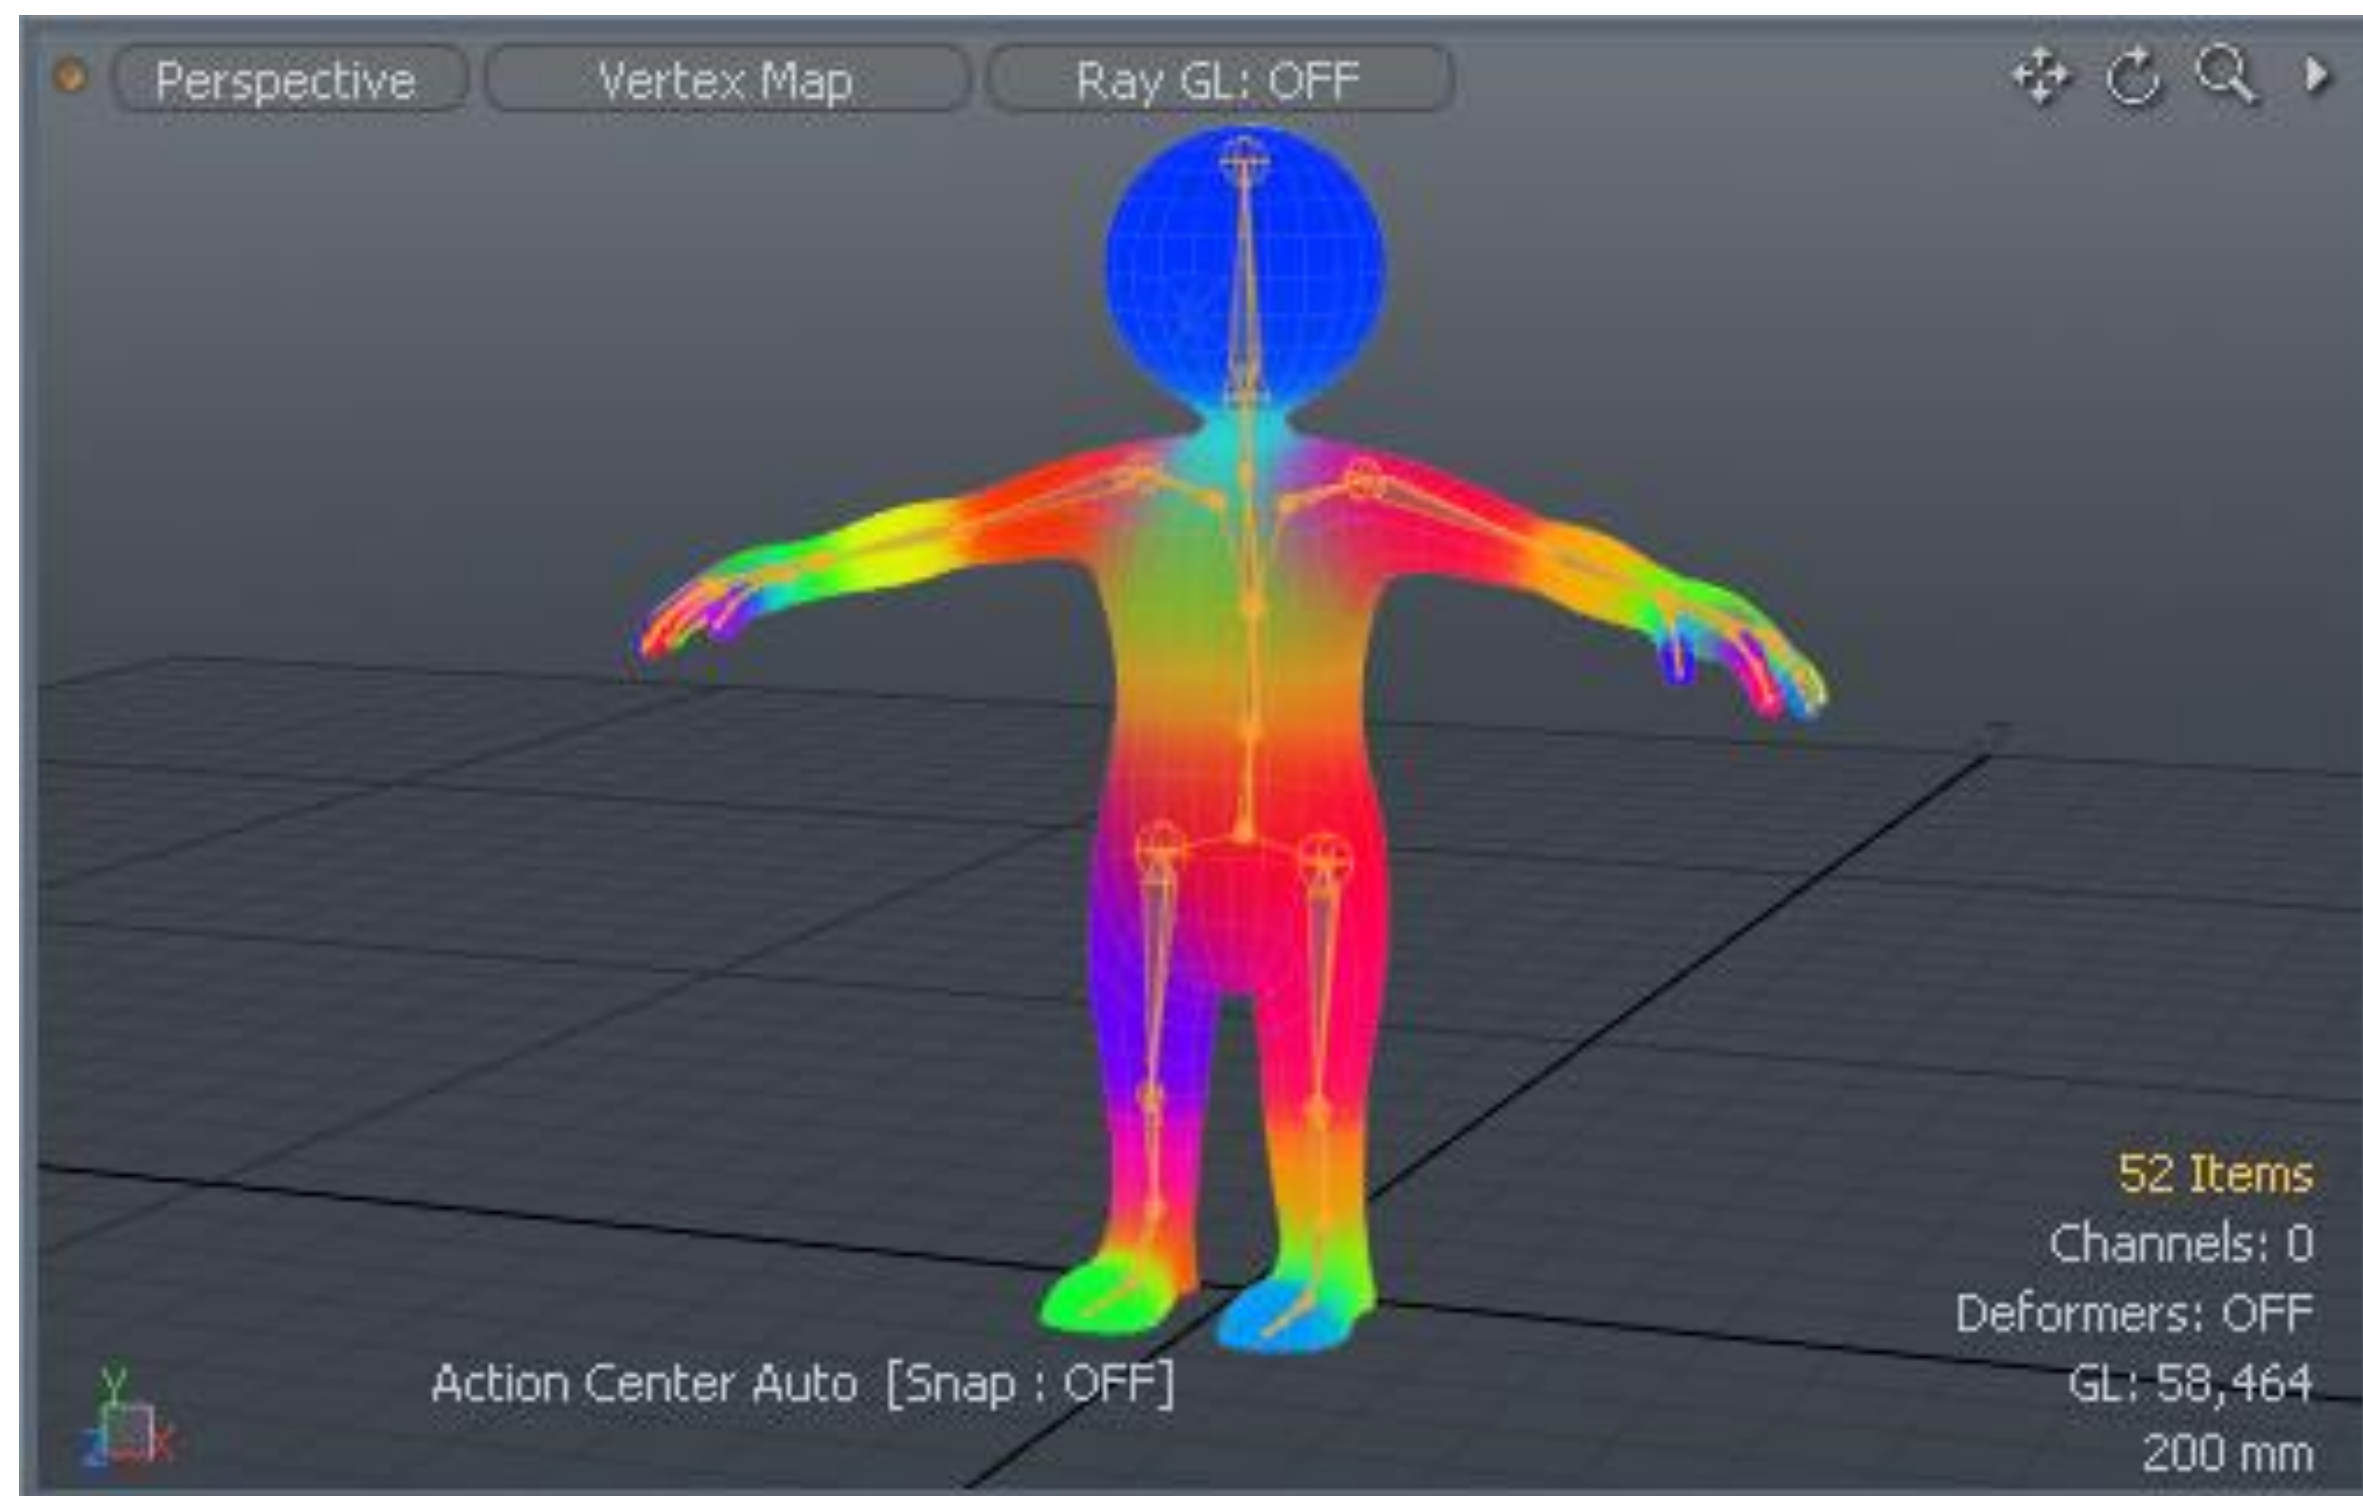 Perspective
Vertex Map
Ray GL: OFF
52 Items
Channels: 0
Deformers: OFF
GL: 58,464
200 mm
Action Center Auto [Snap : OFF]
Y
Z
X